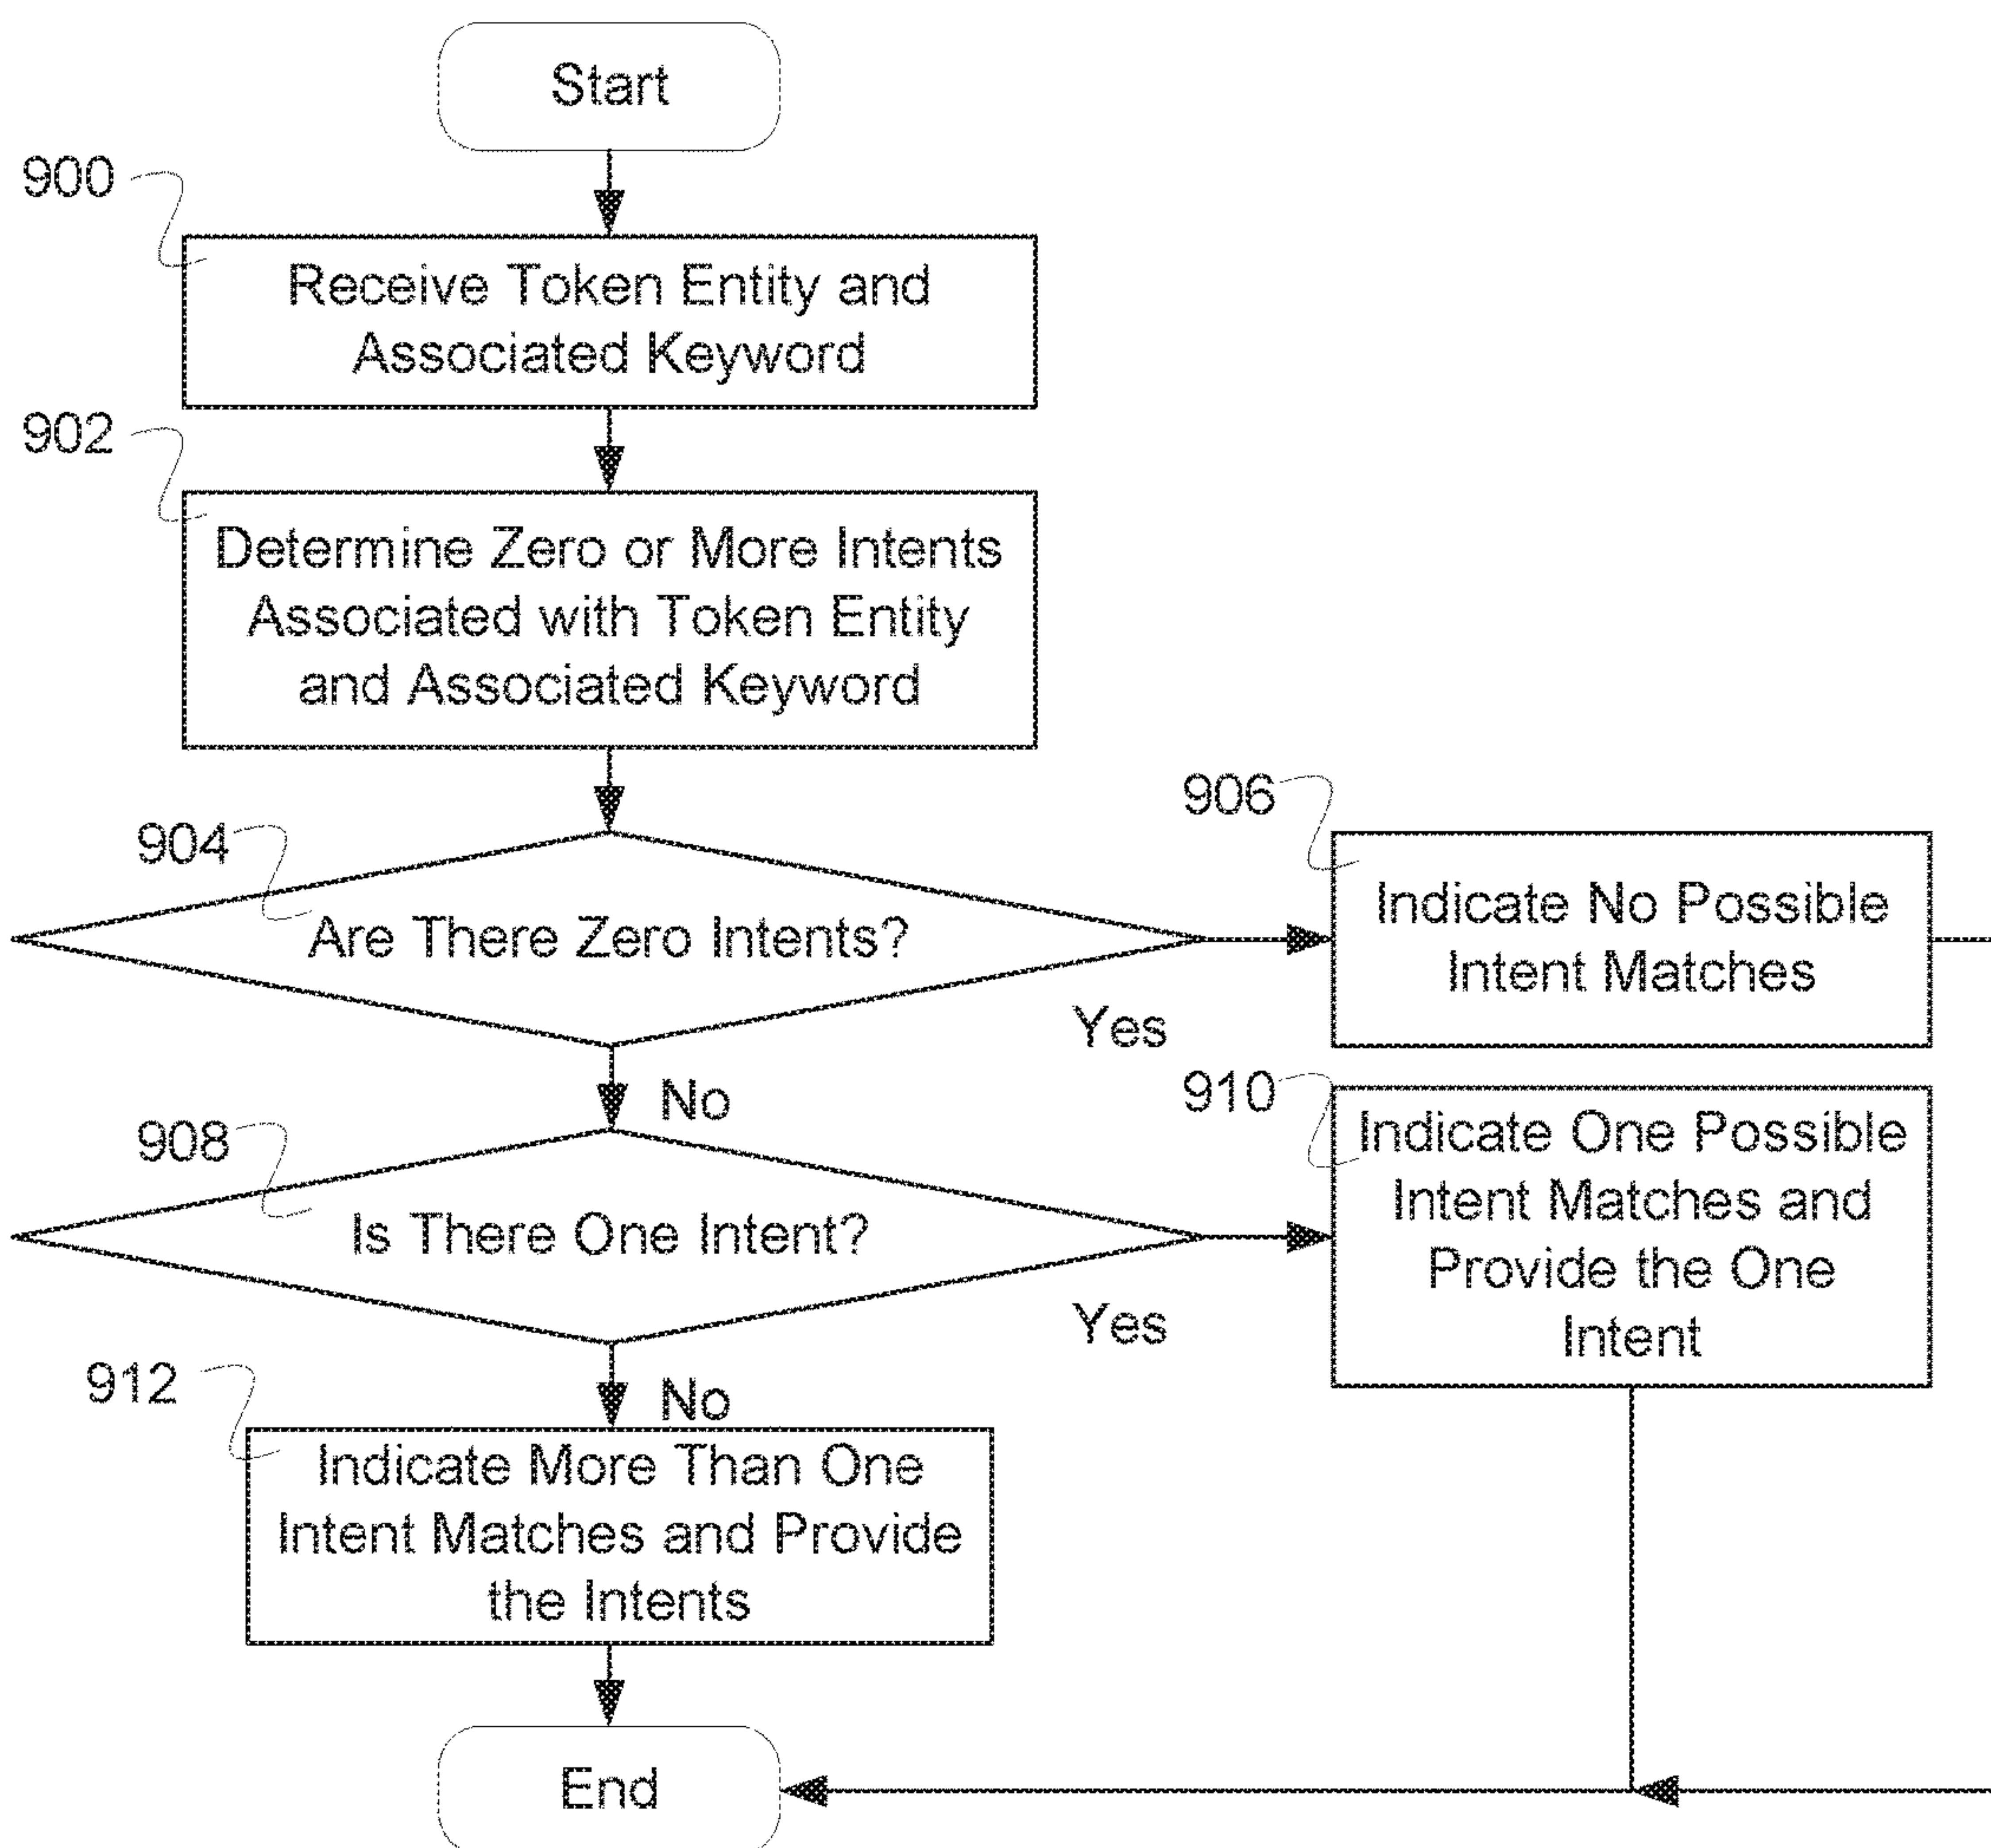 Start
900
Receive Token Entity and
Associated Keyword
902
Determine Zero or More Intents
Associated with Token Entity
and Associated Keyword
904
Are There Zero Intents?
Yes
906
Indicate No Possible
Intent Matches
No
908
Is There One Intent?
Yes
910
Indicate One Possible
Intent Matches and
Provide the One
Intent
No
912
Indicate More Than One
Intent Matches and Provide
the Intents
End